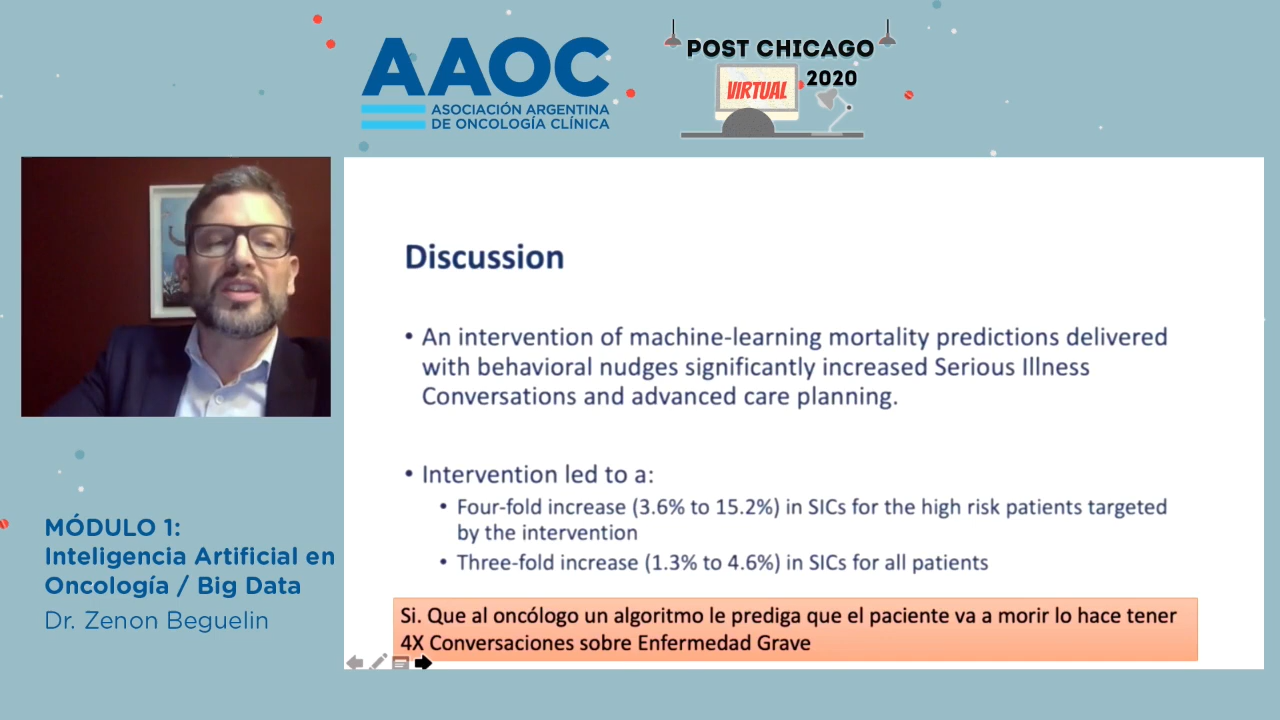 AAOC
ASOCIACIÓN ARGENTINA
DE ONCOLOGÍA CLÍNICA
POST CHICAGO
2020
VIRTUAL
Discussion
• An intervention of machine-learning mortality predictions delivered
with behavioral nudges significantly increased Serious Illness
Conversations and advanced care planning.
• Intervention led to a:
• Four-fold increase (3.6% to 15.2%) in SICs for the high risk patients targeted
by the intervention
• Three-fold increase (1.3% to 4.6%) in SICs for all patients
Si. Que al oncólogo un algoritmo le prediga que el paciente va a morir lo hace tener
4X Conversaciones sobre Enfermedad Grave
MÓDULO 1:
Inteligencia Artificial en
Oncología / Big Data
Dr. Zenon Beguelin